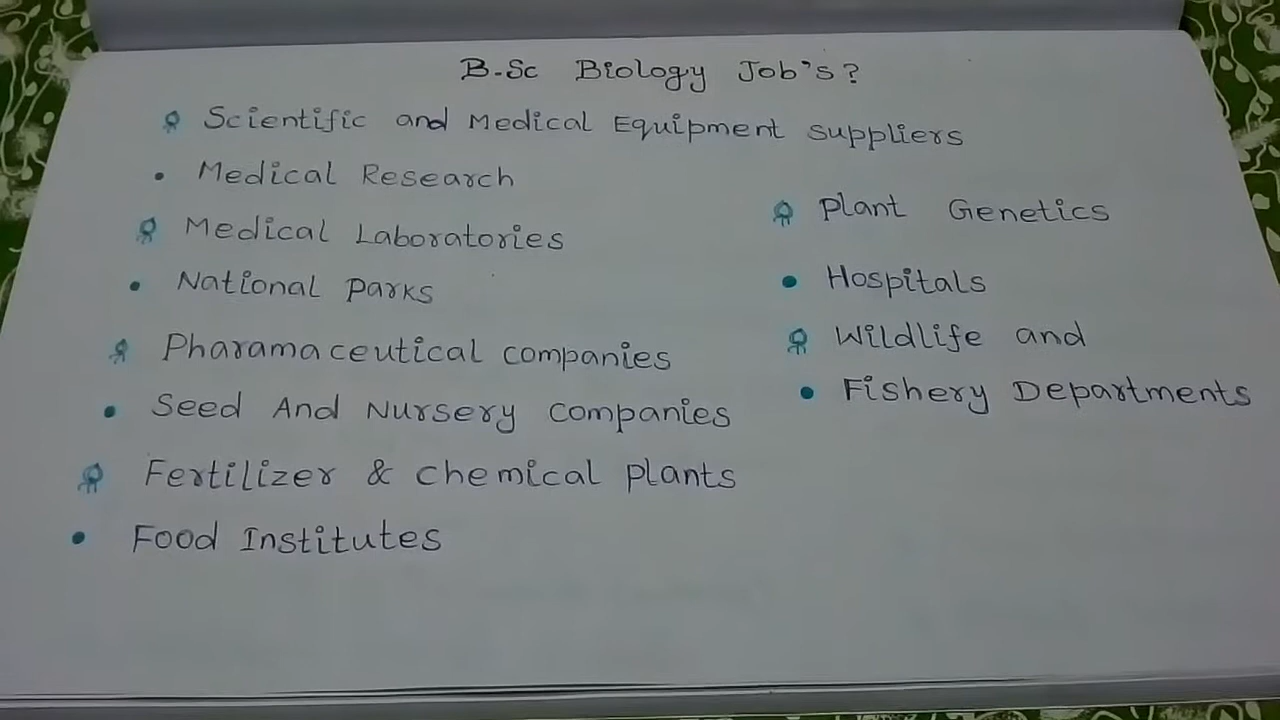 B.Sc Biology Job's?
Scientific and Medical Equipment suppliers
Medical Research
Medical Laboratories
National Parks
Pharamaceutical companies
Seed And Nursery Companies
Fertilizer & chemical plants
Food Institutes
Plant Genetics
Hospitals
Wildlife and
Fishery Departments